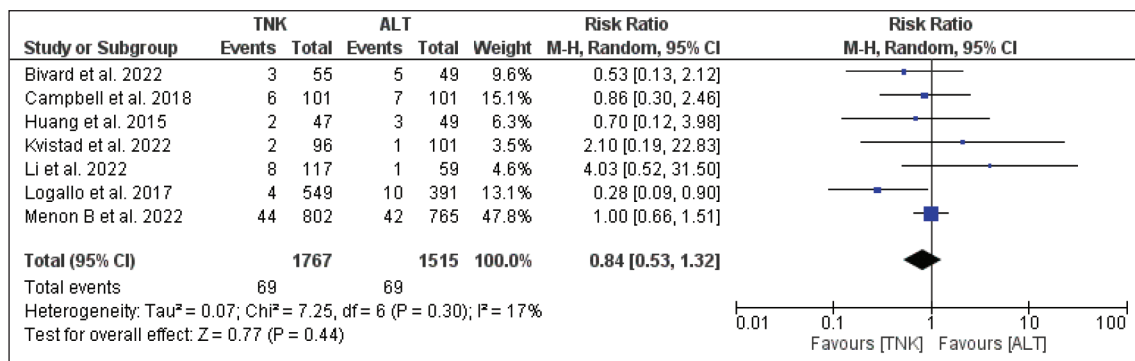 TNK ALT Risk Ratio Risk Ratio
Study or Subgroup Events Total Events Total Weight M-H, Random, 95% CI M-H, Random, 95% CI
Bivard et al. 2022 3 55 5 49 9.6% 0.53 [0.13, 2.12]
Campbell et al. 2018 6 101 7 101 15.1% 0.86 [0.30, 2.46]
Huang et al. 2015 2 47 3 49 6.3% 0.70 [0.12, 3.98]
Kvistad et al. 2022 2 96 1 101 3.5% 2.10 [0.19, 22.83]
Li et al. 2022 8 117 1 59 4.6% 4.03 [0.52, 31.50]
Logallo et al. 2017 4 549 10 391 13.1% 0.28 [0.09, 0.90]
Menon B et al. 2022 44 802 42 765 47.8% 1.00 [0.66, 1.51]
Total (95% CI) 1767 1515 100.0% 0.84 [0.53, 1.32]
Total events 69 69
Heterogeneity: Tau² = 0.07; Chi² = 7.25, df = 6 (P = 0.30); I² = 17%
Test for overall effect: Z = 0.77 (P = 0.44)
0.01 0.1 1 10 100
Favours [TNK] Favours [ALT]